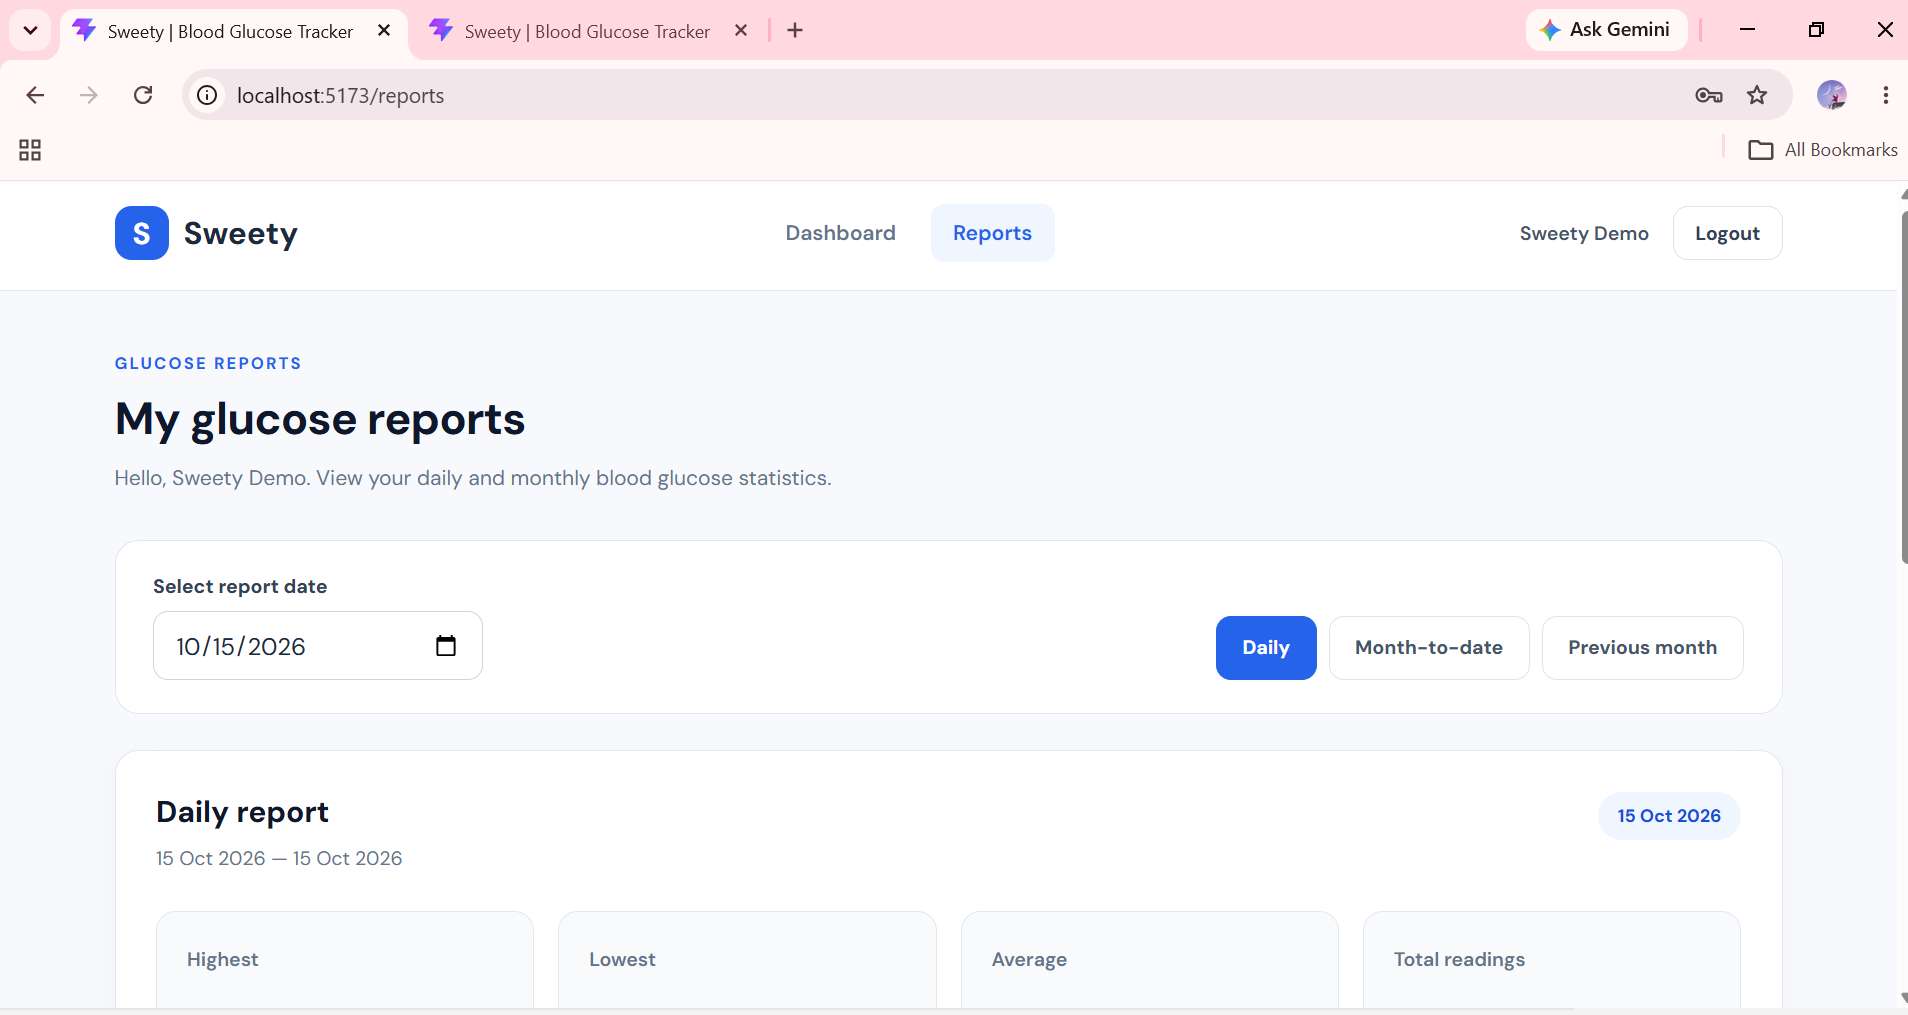 Sweety | Blood Glucose Tracker
Sweety | Blood Glucose Tracker
Ask Gemini
localhost:5173/reports
All Bookmarks
S Sweety
Dashboard
Reports
Sweety Demo
Logout
GLUCOSE REPORTS
My glucose reports
Hello, Sweety Demo. View your daily and monthly blood glucose statistics.
Select report date
10/15/2026
Daily
Month-to-date
Previous month
Daily report
15 Oct 2026
15 Oct 2026 — 15 Oct 2026
Highest
Lowest
Average
Total readings